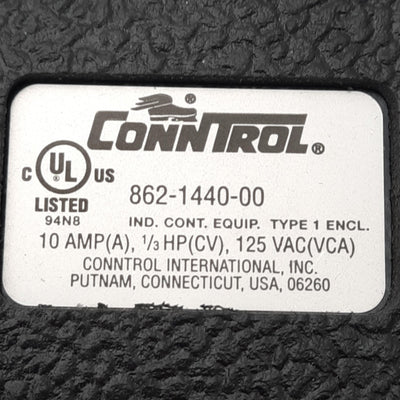 ®
CONNTROL®
C UL US
®
LISTED
94N8
862-1440-00
IND. CONT. EQUIP. TYPE 1 ENCL.
10 AMP(A), 1/3 HP(CV), 125 VAC(VCA)
CONNTROL INTERNATIONAL, INC.
PUTNAM, CONNECTICUT, USA, 06260